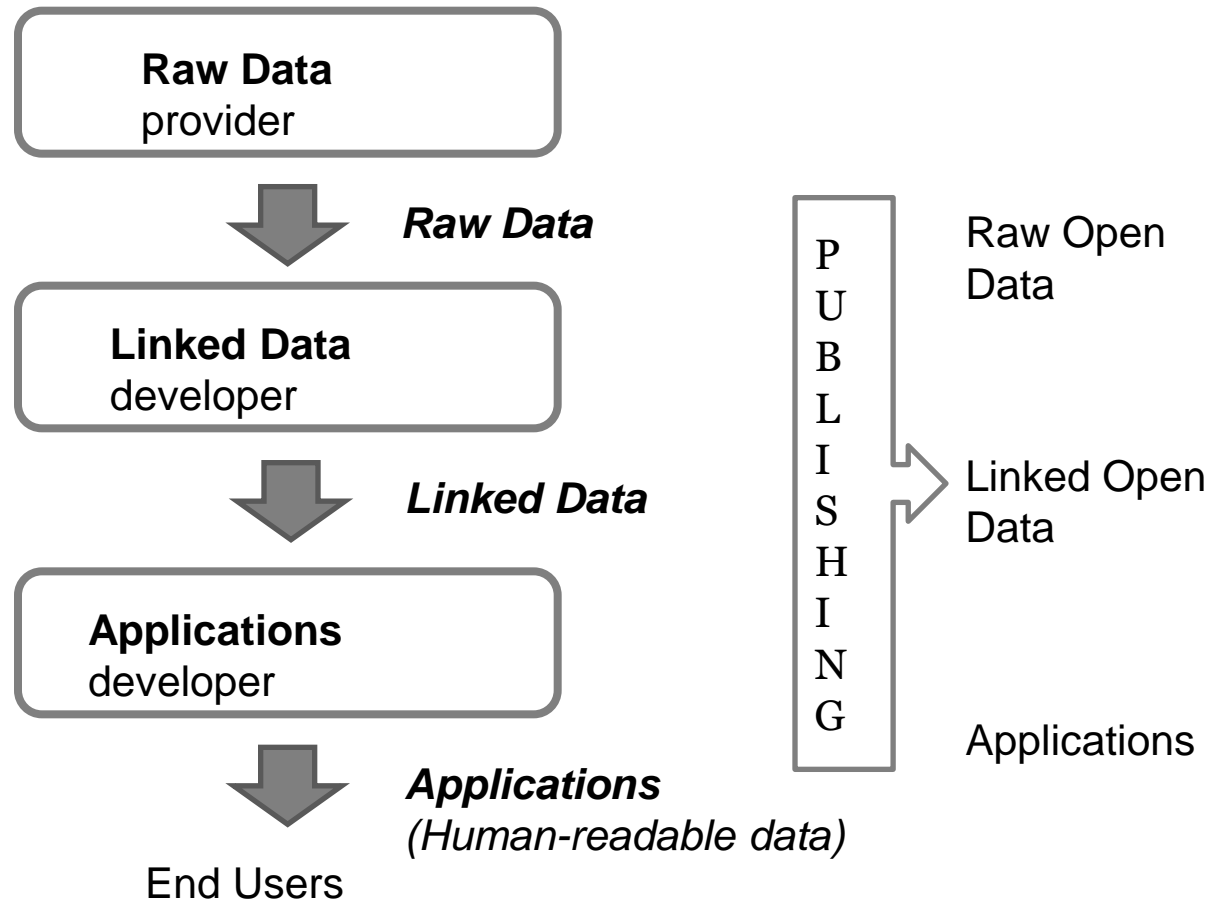 Raw Data
provider
Raw Data
Linked Data
developer
Linked Data
Applications
developer
Applications
(Human-readable data)
End Users
P
U
B
L
I
S
H
I
N
G
Raw Open
Data
Linked Open
Data
Applications